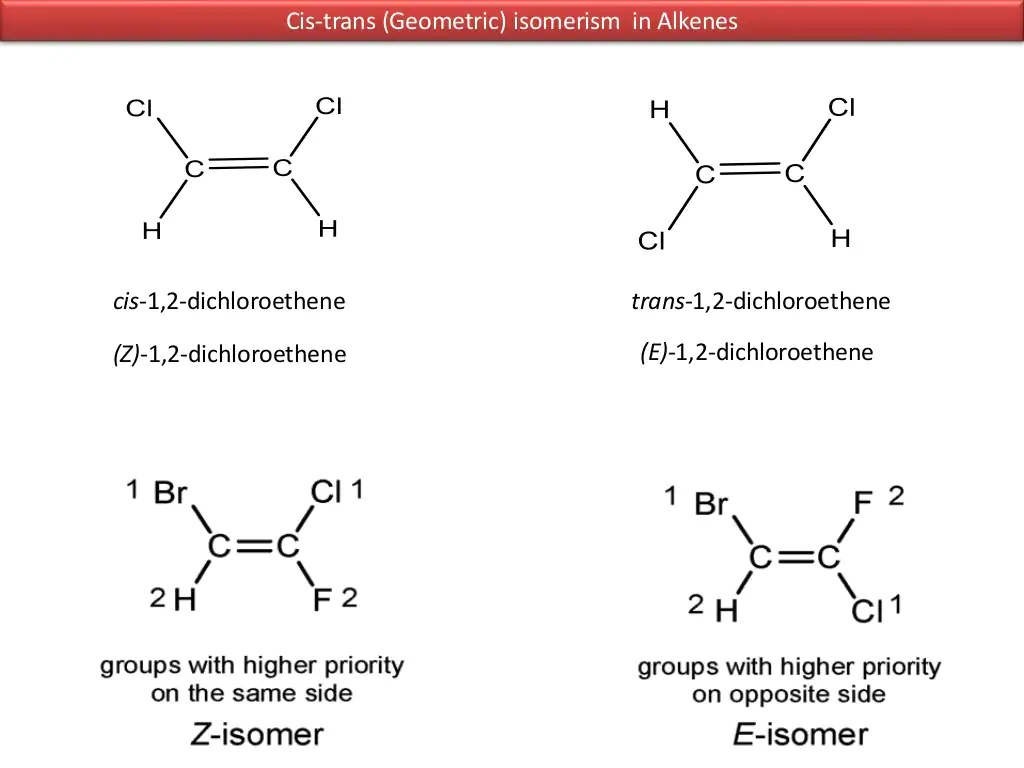 Cis-trans (Geometric) isomerism in Alkenes
Cl Cl
C C
H H
cis-1,2-dichloroethene
(Z)-1,2-dichloroethene
H Cl
C C
Cl H
trans-1,2-dichloroethene
(E)-1,2-dichloroethene
1 Br Cl 1
C=C
2 H F 2
groups with higher priority
on the same side
Z-isomer
1 Br F 2
C=C
2 H Cl 1
groups with higher priority
on opposite side
E-isomer